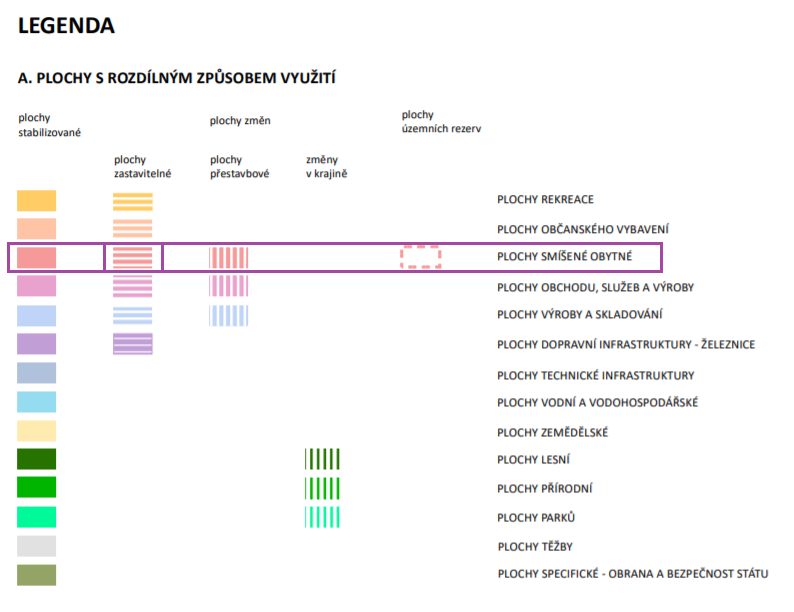 LEGENDA
A. PLOCHY S ROZDÍLNÝM ZPŮSOBEM VYUŽITÍ
plochy
stabilizované
plochy změn
plochy
územních rezerv
plochy
zastavitelné
plochy
přestavbové
změny
v krajině
PLOCHY REKREACE
PLOCHY OBČANSKÉHO VYBAVENÍ
PLOCHY SMÍŠENÉ OBYTNÉ
PLOCHY OBCHODU, SLUŽEB A VÝROBY
PLOCHY VÝROBY A SKLADOVÁNÍ
PLOCHY DOPRAVNÍ INFRASTRUKTURY - ŽELEZNICE
PLOCHY TECHNICKÉ INFRASTRUKTURY
PLOCHY VODNÍ A VODOHOSPODÁŘSKÉ
PLOCHY ZEMĚDĚLSKÉ
PLOCHY LESNÍ
PLOCHY PŘÍRODNÍ
PLOCHY PARKŮ
PLOCHY TĚŽBY
PLOCHY SPECIFICKÉ - OBRANA A BEZPEČNOST STÁTU